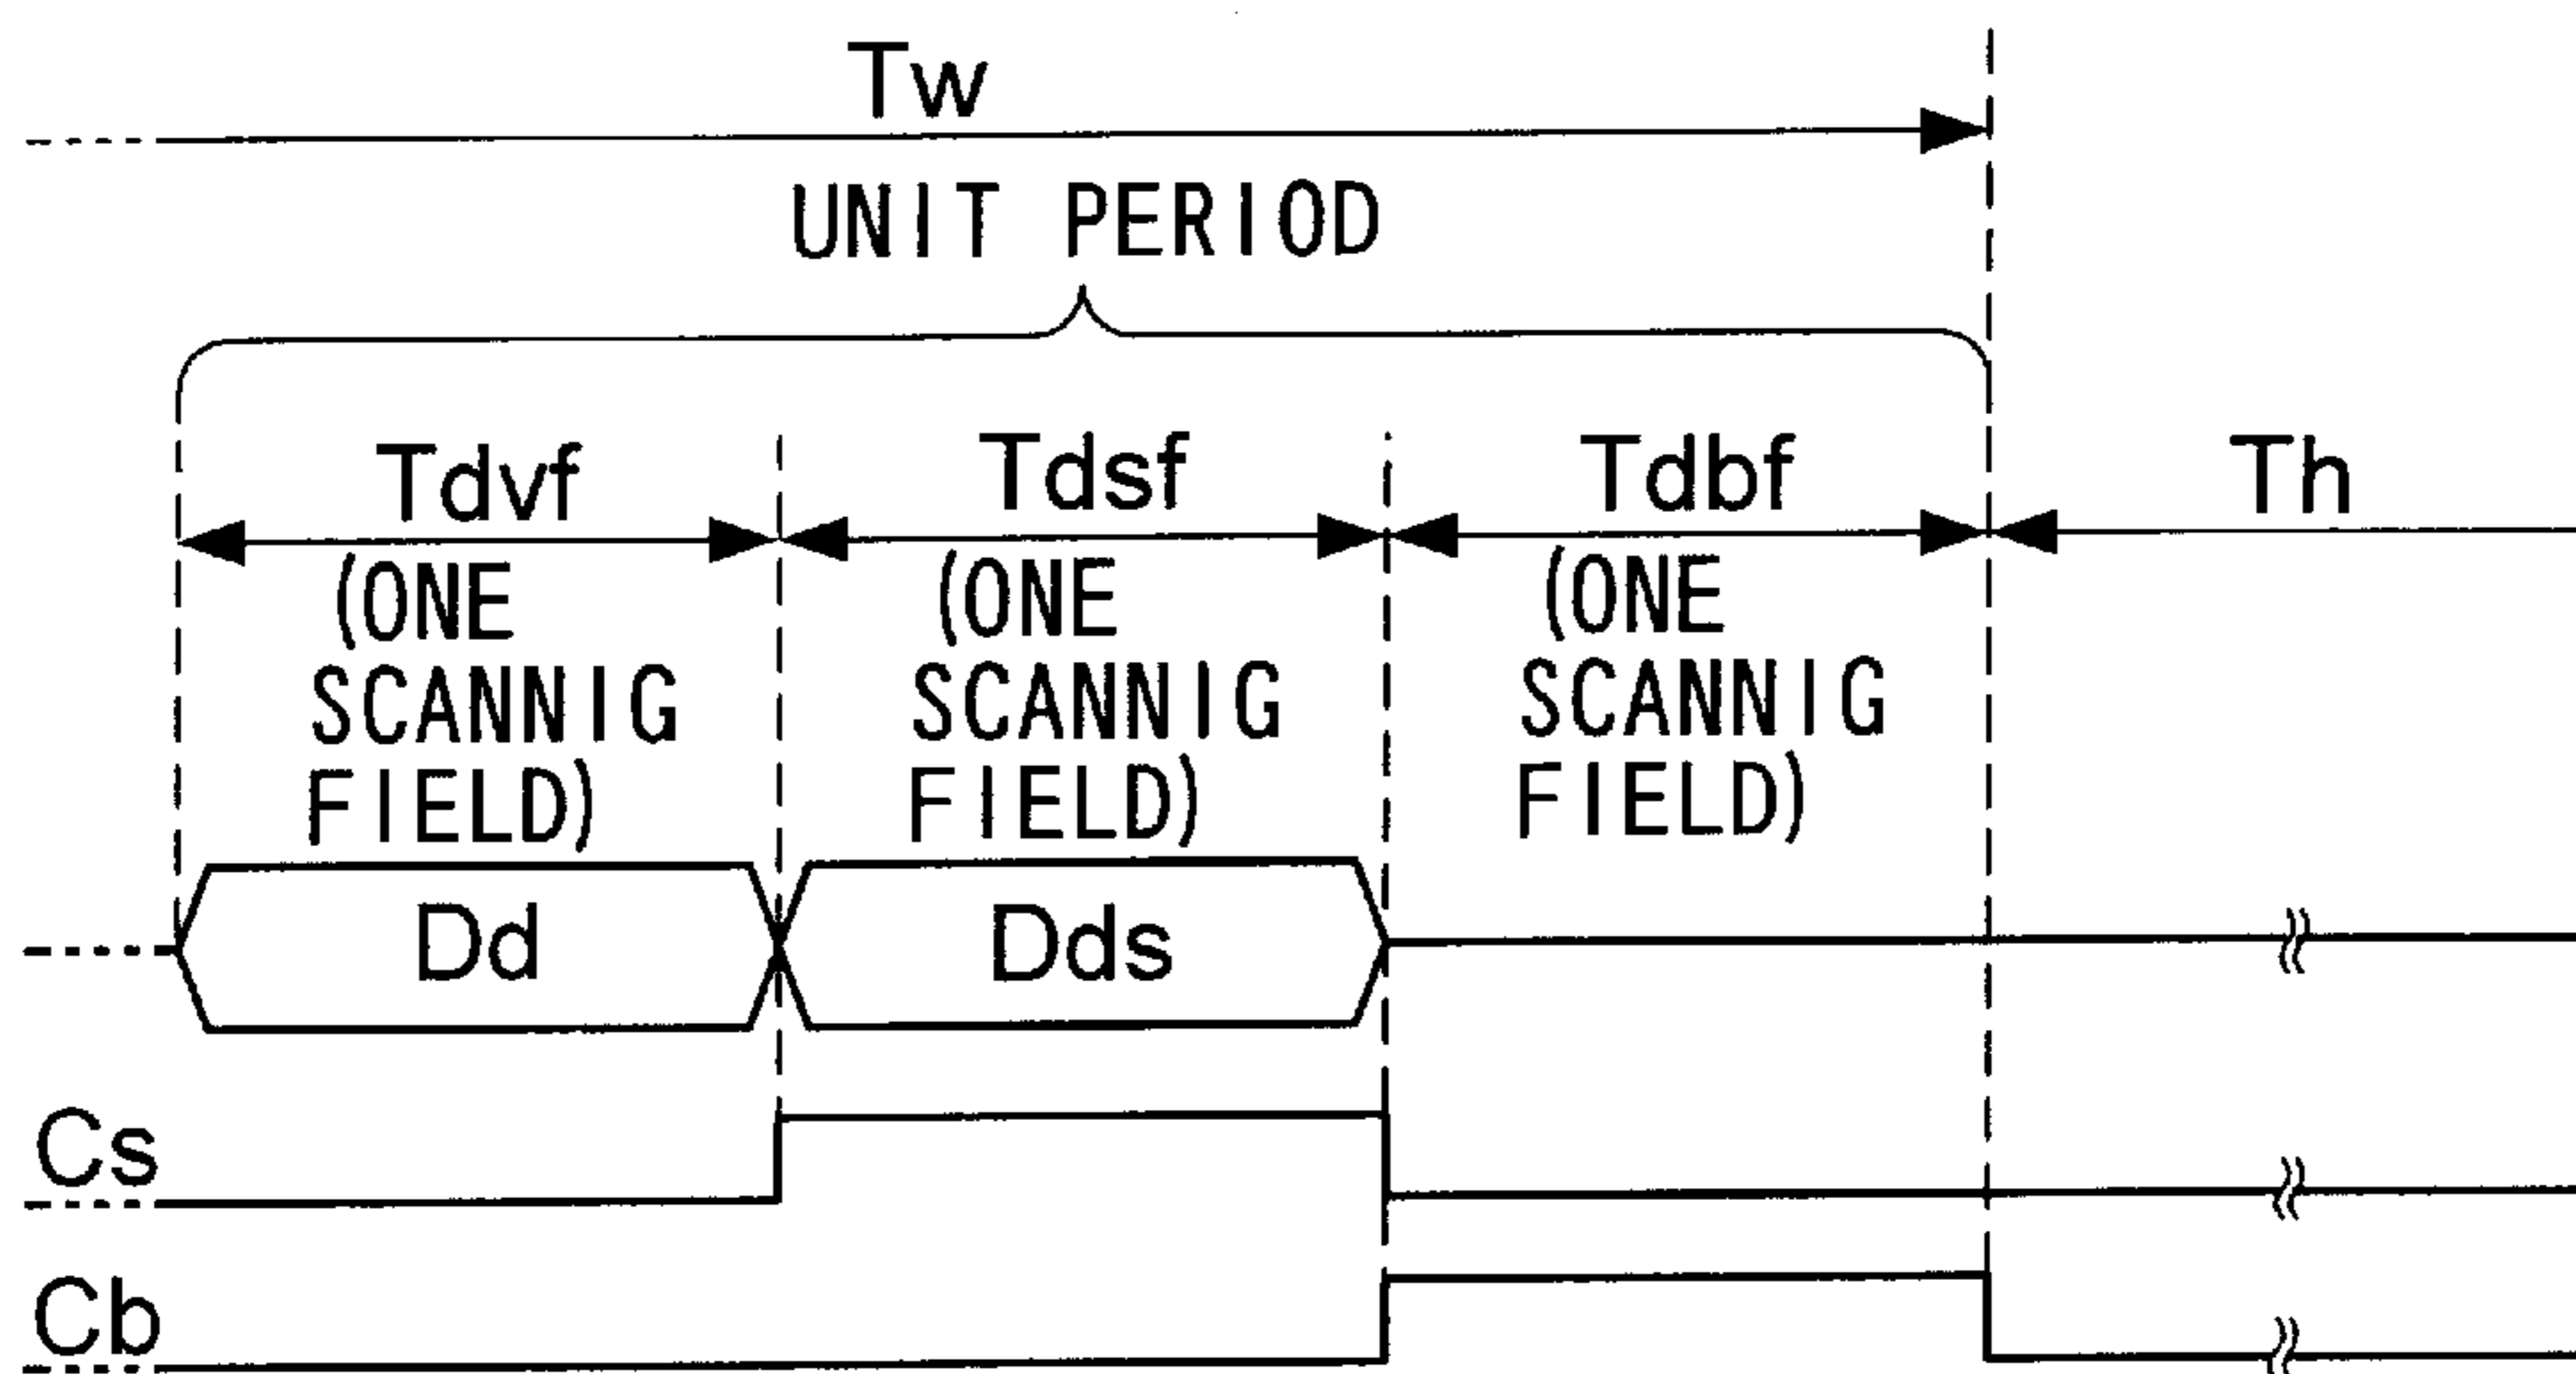 Tw
UNIT PERIOD
Tdvf Tdsf Tdbf Th
(ONE (ONE (ONE
SCANNIG SCANNIG SCANNIG
FIELD) FIELD) FIELD)
Dd Dds
Cs
Cb